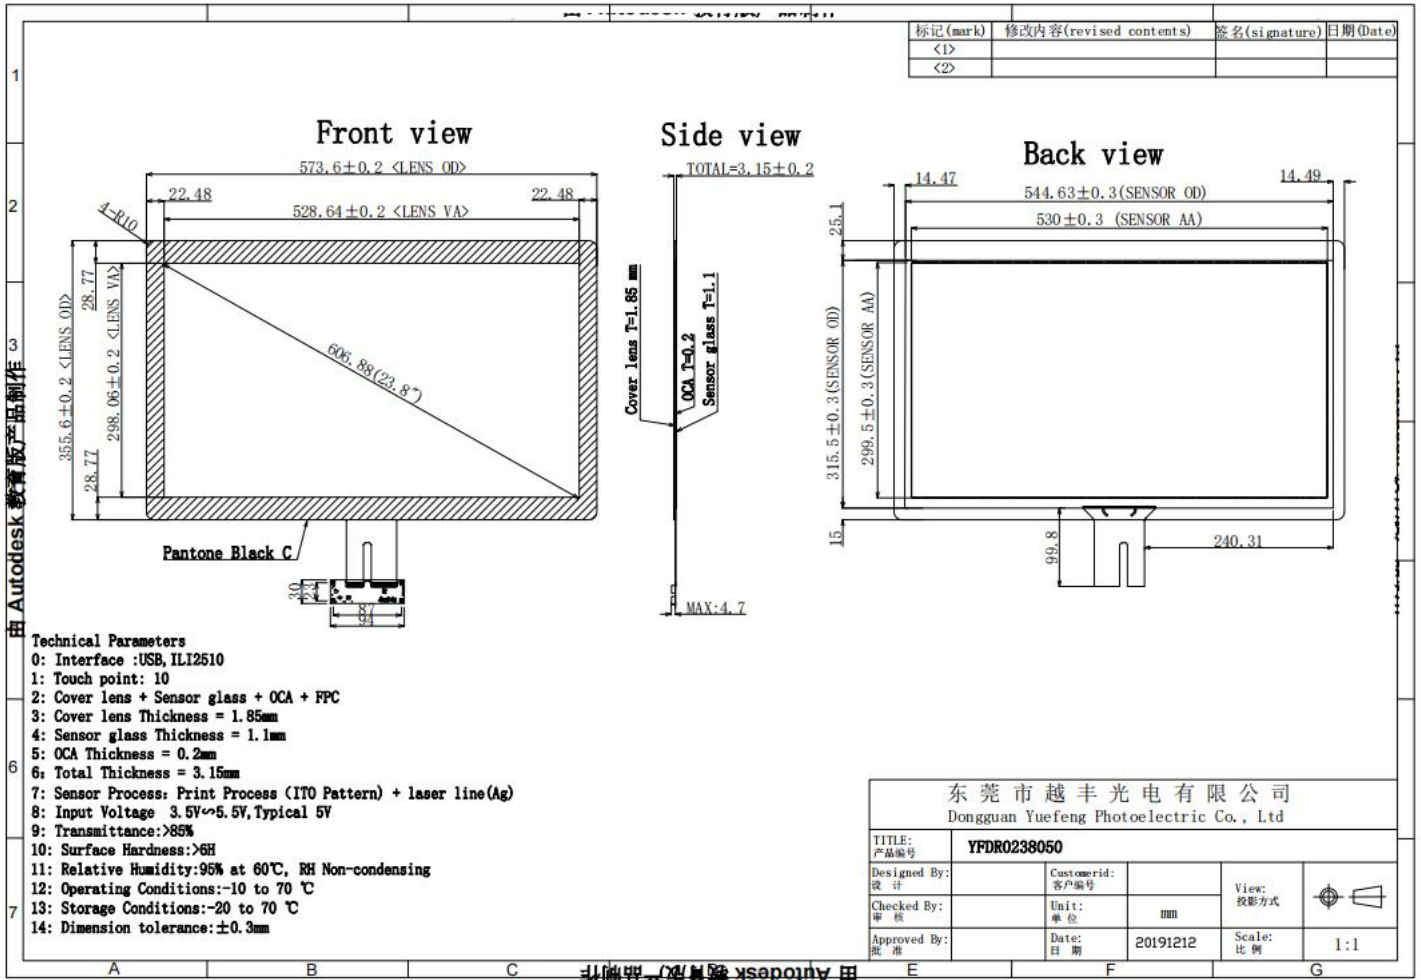 标记(mark) 修改内容(revised contents) 签名(signature) 日期(Date)
<1>
<2>
1
2
3
6
7
Front view
573.6±0.2 <LENS OD>
22.48
22.48
528.64±0.2 <LENS VA>
4-R10
28.77
355.6±0.2 <LENS OD>
298.06±0.2 <LENS VA>
28.77
606.88(23.8")
Pantone Black C
30
23
87
94
Side view
TOTAL=3.15±0.2
Cover lens T=1.85 mm
OCA T=0.2
Sensor glass T=1.1
MAX:4.7
Back view
14.47
14.49
544.63±0.3(SENSOR OD)
530±0.3 (SENSOR AA)
25.1
315.5±0.3(SENSOR OD)
299.5±0.3(SENSOR AA)
15
99.8
240.31
由 Autodesk 教育版产品制作
Technical Parameters
0: Interface :USB,ILI2510
1: Touch point: 10
2: Cover lens + Sensor glass + OCA + FPC
3: Cover lens Thickness = 1.85mm
4: Sensor glass Thickness = 1.1mm
5: OCA Thickness = 0.2mm
6: Total Thickness = 3.15mm
7: Sensor Process: Print Process (ITO Pattern) + laser line(Ag)
8: Input Voltage 3.5V~5.5V,Typical 5V
9: Transmittance:>85%
10: Surface Hardness:>6H
11: Relative Humidity:95% at 60℃, RH Non-condensing
12: Operating Conditions:-10 to 70 ℃
13: Storage Conditions:-20 to 70 ℃
14: Dimension tolerance:±0.3mm
东莞市越丰光电有限公司
Dongguan Yuefeng Photoelectric Co., Ltd
TITLE:
产品编号
YFDR0238050
Designed By:
设 计
Customerid:
客户编号
View:
投影方式
Checked By:
审 核
Unit:
单 位
mm
Approved By:
批 准
Date:
日 期
20191212
Scale:
比 例
1:1
A B C E F G
由 Autodesk 教育版产品制作